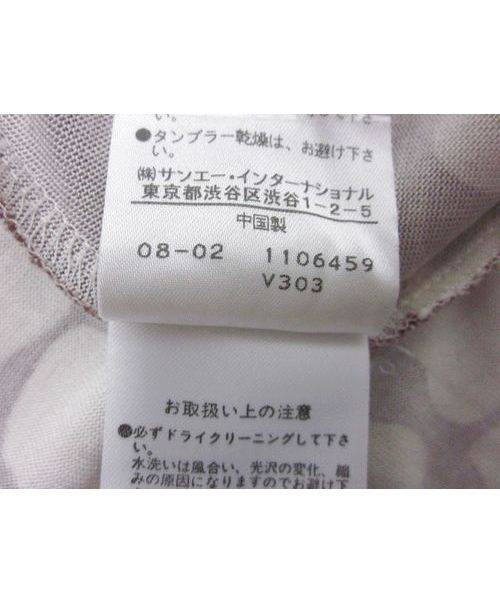 い。
●タンブラー乾燥は、お避け下さ
い。
㈱サンエー・インターナショナル
東京都渋谷区渋谷1-2-5
中国製
08-02 1106459
V303
お取扱い上の注意
●必ずドライクリーニングして下さ
い。
水洗いは風合い、光沢の変化、縮
みの原因になりますのでお避け下